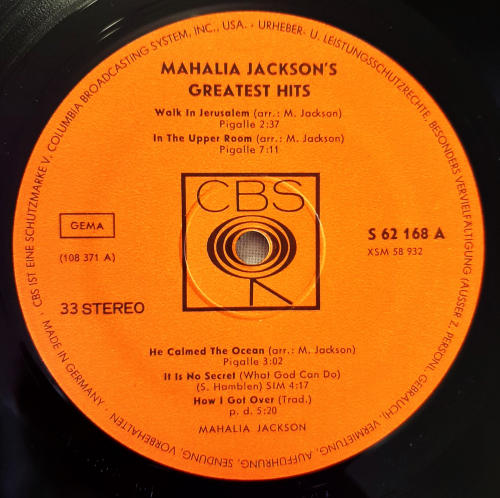 MAHALIA JACKSON'S
GREATEST HITS
Walk In Jerusalem (arr.: M. Jackson)
Pigalle 2:37
In The Upper Room (arr.: M. Jackson)
Pigalle 7:11
CBS
GEMA
(108 371 A)
33 STEREO
S 62 168 A
XSM 58 932
He Calmed The Ocean (arr.: M. Jackson)
Pigalle 3:02
It Is No Secret (What God Can Do)
(S. Hamblen) SIM 4:17
How I Got Over (Trad.)
p. d. 5:20
MAHALIA JACKSON
· MADE IN GERMANY · CBS IST EINE SCHUTZMARKE V. COLUMBIA BROADCASTING SYSTEM, INC., U.S.A. · URHEBER- U. LEISTUNGSSCHUTZRECHTE, BESONDERS VERVIELFÄLTIGUNG (AUSSER Z. PERSÖNL. GEBRAUCH), VERMIETUNG, AUFFÜHRUNG, SENDUNG, VORBEHALTEN